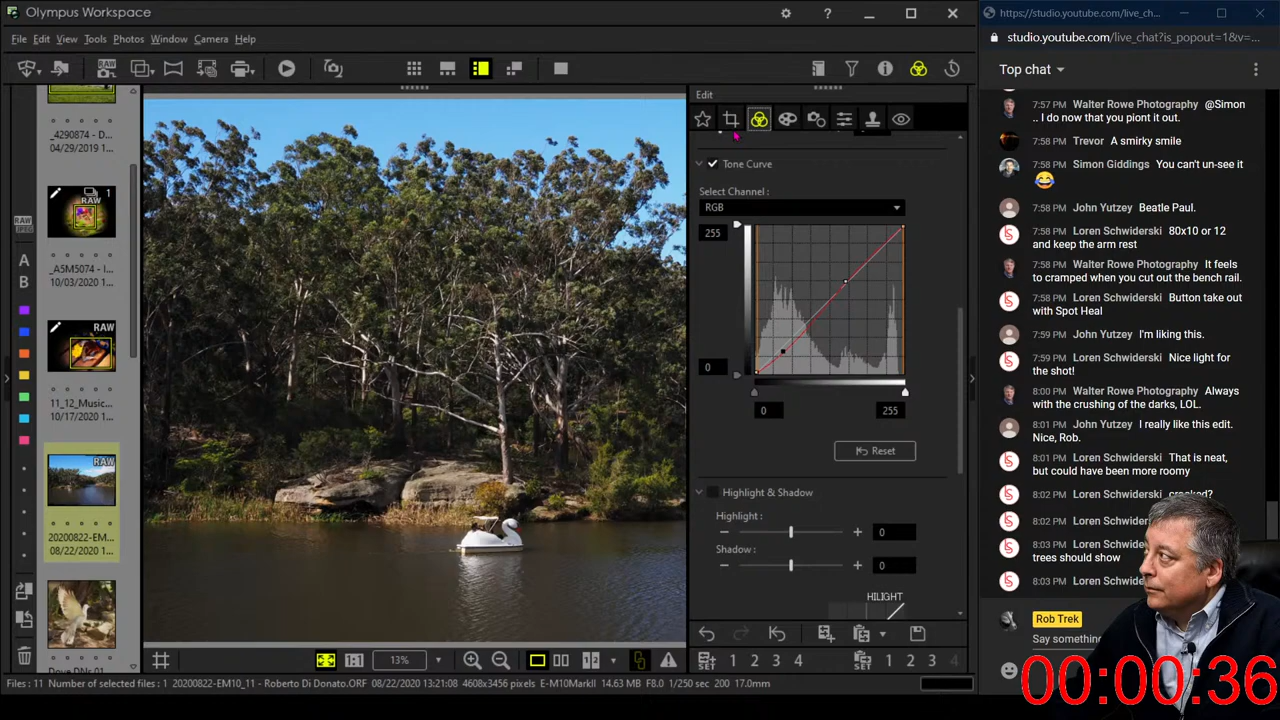 Olympus Workspace
File Edit View Tools Photos Window Camera Help
_4290874 - D...
04/29/2019 ...
RAW
1
_A5M5074 - I...
10/03/2020 ...
RAW
11_12_Music...
10/17/2020 ...
RAW
20200822-EM10...
08/22/2020 ...
RAW
JPEG
A
B
Edit
Tone Curve
Select Channel :
RGB
255
0
0
255
Reset
Highlight & Shadow
Highlight :
0
Shadow :
0
HILIGHT
1:1
13%
1 2 3 4
1 2 3 4
Files : 11 Number of selected files : 1 20200822-EM10_11 - Roberto Di Donato.ORF 08/22/2020 13:21:08 4608x3456 pixels E-M10MarkII 14.63 MB F8.0 1/250 sec 200 17.0mm
https://studio.youtube.com/live_ch...
studio.youtube.com/live_chat?is_popout=1&v=...
Top chat
7:57 PM Walter Rowe Photography @Simon
.. I do now that you piont it out.
7:58 PM Trevor A smirky smile
7:58 PM Simon Giddings You can't un-see it
7:58 PM John Yutzey Beatle Paul.
7:58 PM Loren Schwiderski 80x10 or 12
and keep the arm rest
7:58 PM Walter Rowe Photography It feels
to cramped when you cut out the bench rail.
7:58 PM Loren Schwiderski Button take out
with Spot Heal
7:59 PM John Yutzey I'm liking this.
7:59 PM Loren Schwiderski Nice light for
the shot!
8:00 PM Walter Rowe Photography Always
with the crushing of the darks, LOL.
8:01 PM John Yutzey I really like this edit.
Nice, Rob.
8:01 PM Loren Schwiderski That is neat,
but could have been more roomy
8:02 PM Loren Schwiderski
8:02 PM Loren
8:03 PM Loren
trees should show
8:03 PM Loren
Rob Trek
Say something
00:00:36